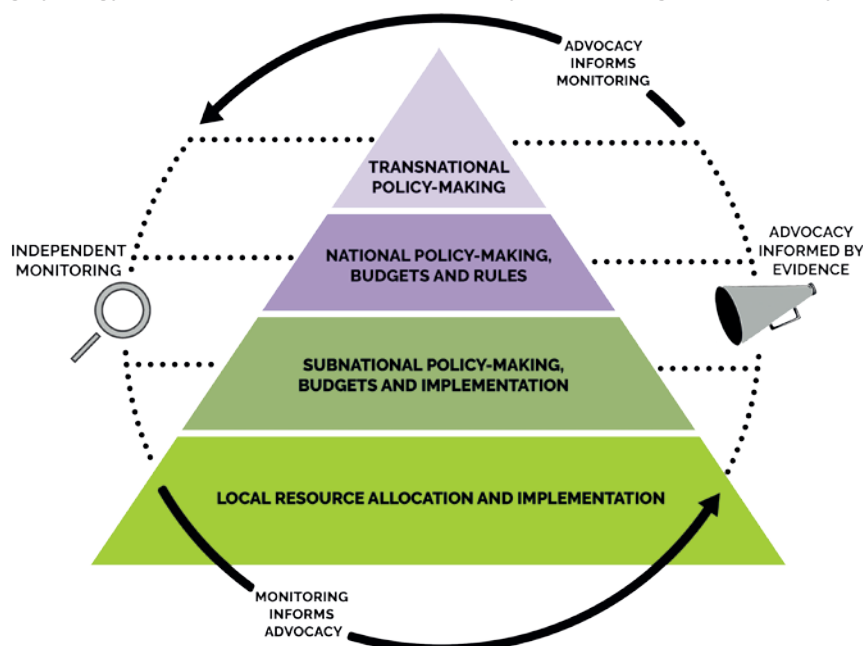 ADVOCACY
INFORMS
MONITORING
TRANSNATIONAL
POLICY-MAKING
INDEPENDENT
MONITORING
NATIONAL POLICY-MAKING,
BUDGETS AND RULES
ADVOCACY
INFORMED BY
EVIDENCE
SUBNATIONAL POLICY-MAKING,
BUDGETS AND IMPLEMENTATION
LOCAL RESOURCE ALLOCATION AND IMPLEMENTATION
MONITORING
INFORMS
ADVOCACY